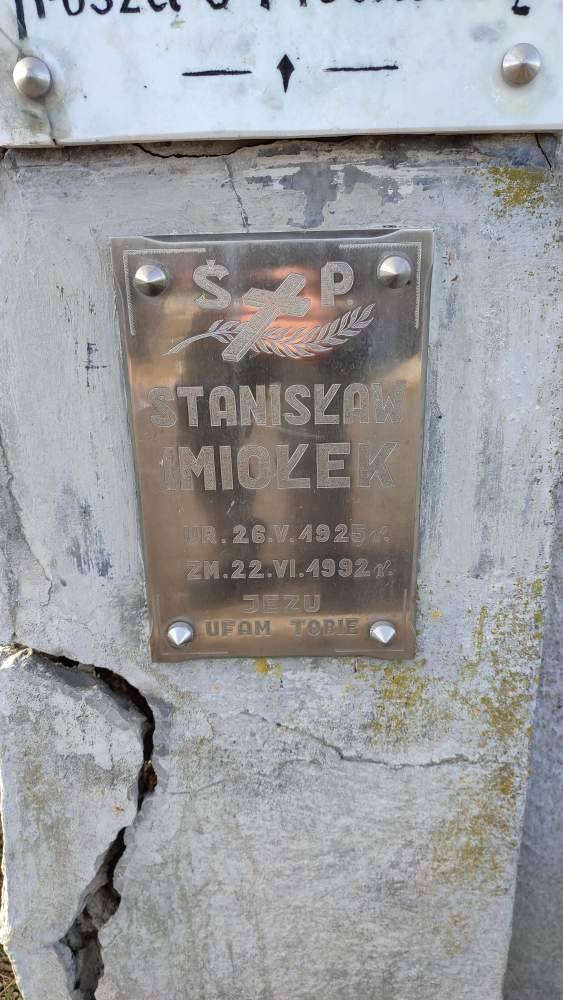 Ś. P.
STANISŁAW
IMIOŁEK
UR. 26.V.1925 r.
ZM. 22.VI.1992 r.
JEZU
UFAM TOBIE